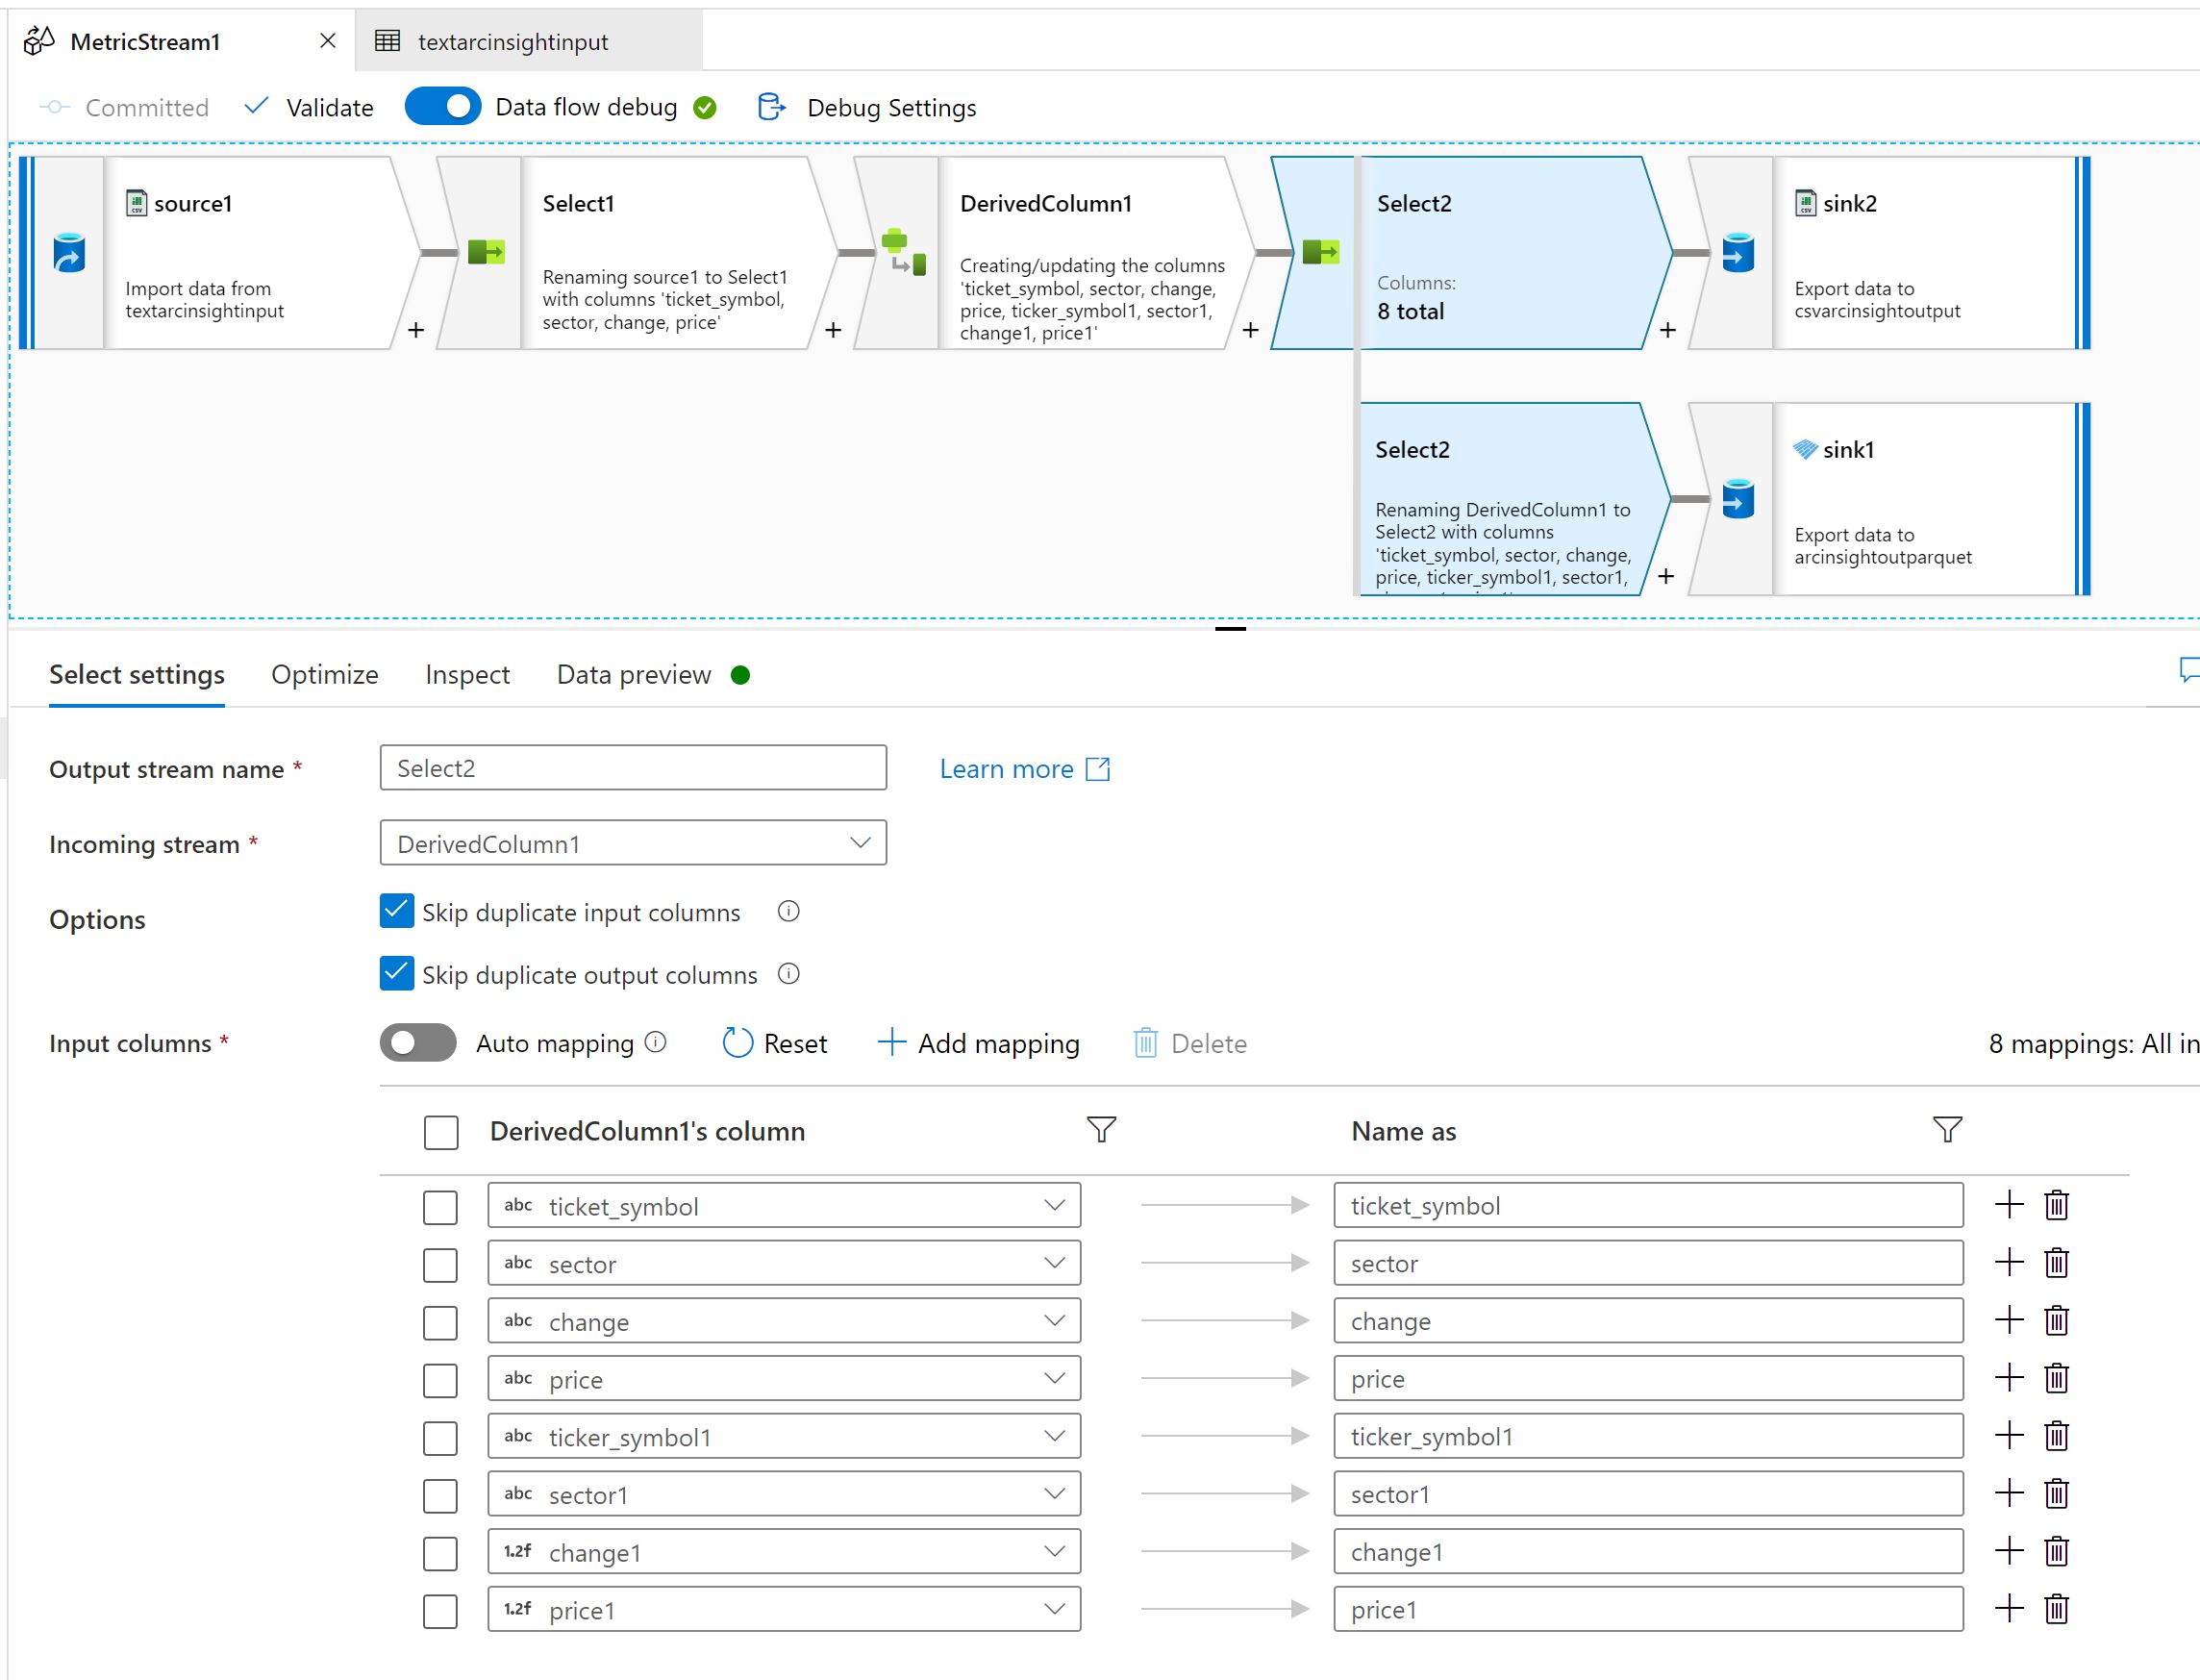 MetricStream1
textarcinsightinput
Committed
Validate
Data flow debug
Debug Settings
source1
Import data from
textarcinsightinput
+
Select1
Renaming source1 to Select1
with columns 'ticket_symbol,
sector, change, price'
+
DerivedColumn1
Creating/updating the columns
'ticket_symbol, sector, change,
price, ticker_symbol1, sector1,
change1, price1'
+
Select2
Columns:
8 total
+
sink2
Export data to
csvarcinsightoutput
Select2
Renaming DerivedColumn1 to
Select2 with columns
'ticket_symbol, sector, change,
price, ticker_symbol1, sector1,
+
sink1
Export data to
arcinsightoutparquet
Select settings
Optimize
Inspect
Data preview
Output stream name *
Select2
Learn more
Incoming stream *
DerivedColumn1
Options
Skip duplicate input columns
Skip duplicate output columns
Input columns *
Auto mapping
Reset
Add mapping
Delete
8 mappings: All in
DerivedColumn1's column
Name as
abc ticket_symbol
ticket_symbol
abc sector
sector
abc change
change
abc price
price
abc ticker_symbol1
ticker_symbol1
abc sector1
sector1
1.2f change1
change1
1.2f price1
price1